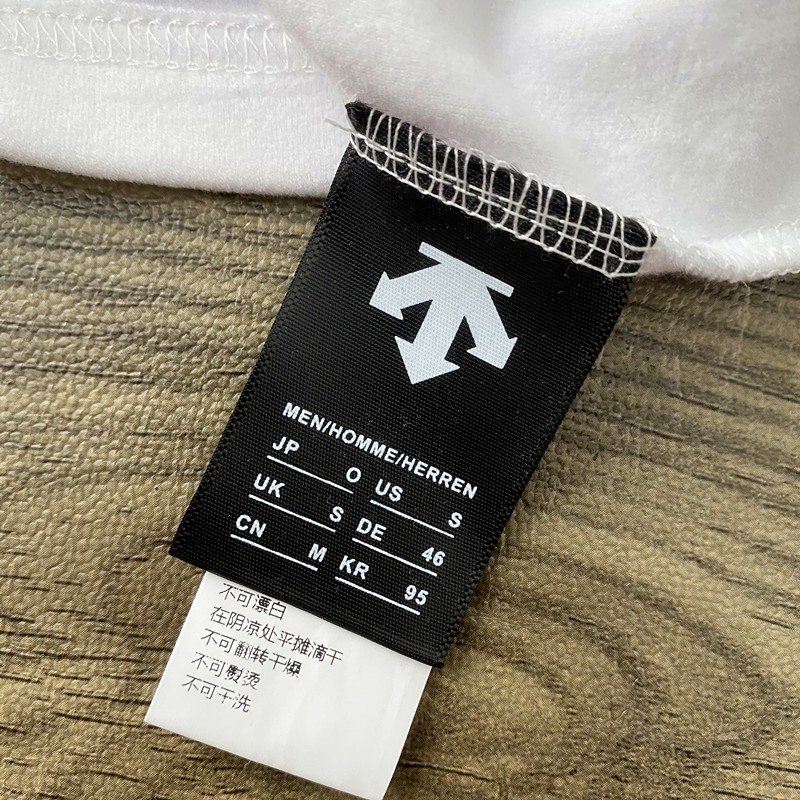 MEN/HOMME/HERREN
JP O US S
UK S DE 46
CN M KR 95
不可漂白
在阴凉处平摊滴干
不可翻转干燥
不可熨烫
不可干洗